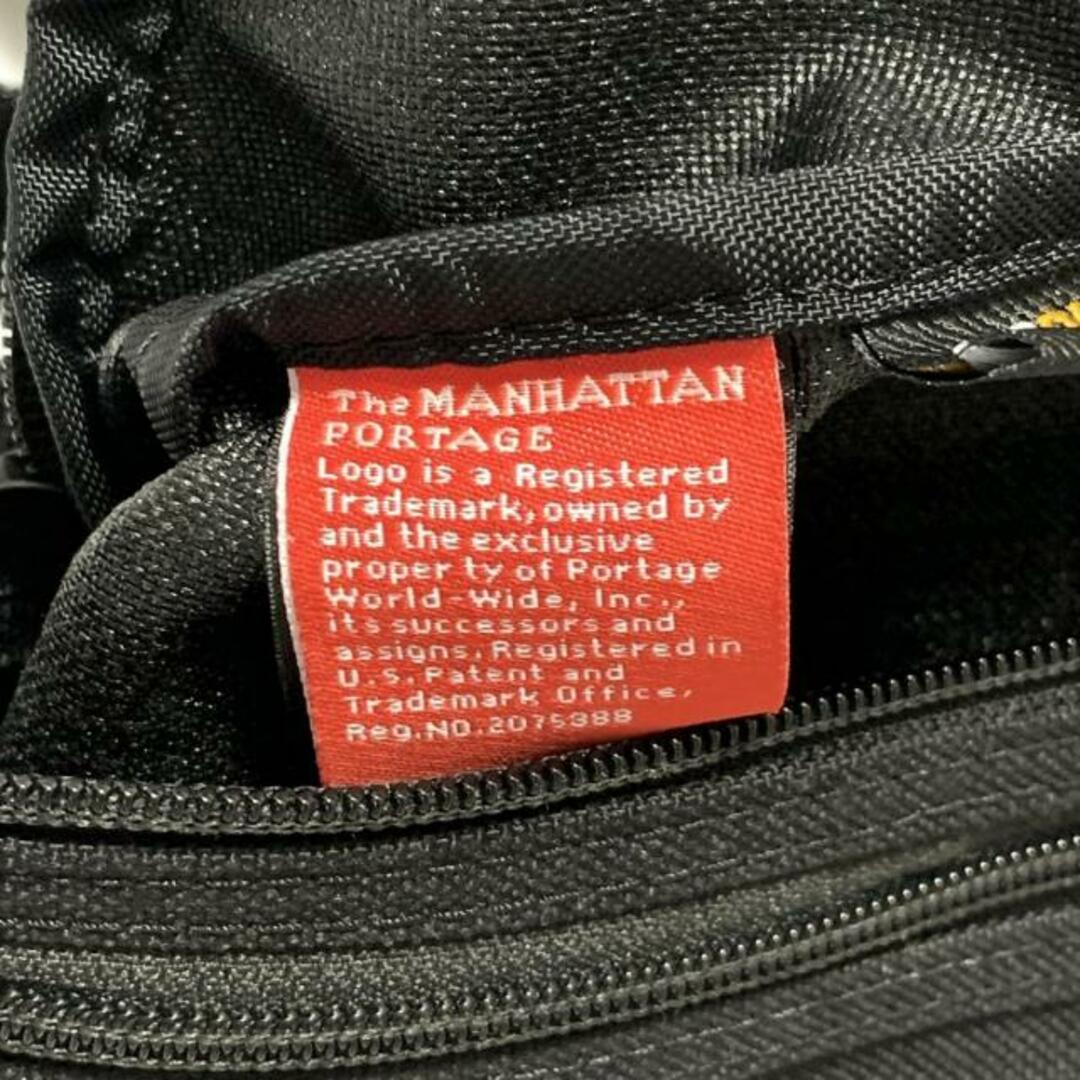 The MANHATTAN
PORTAGE
Logo is a Registered
Trademark, owned by
and the exclusive
property of Portage
World-Wide, Inc.,
its successors and
assigns. Registered in
U.S. Patent and
Trademark Office,
Reg.NO.2075388